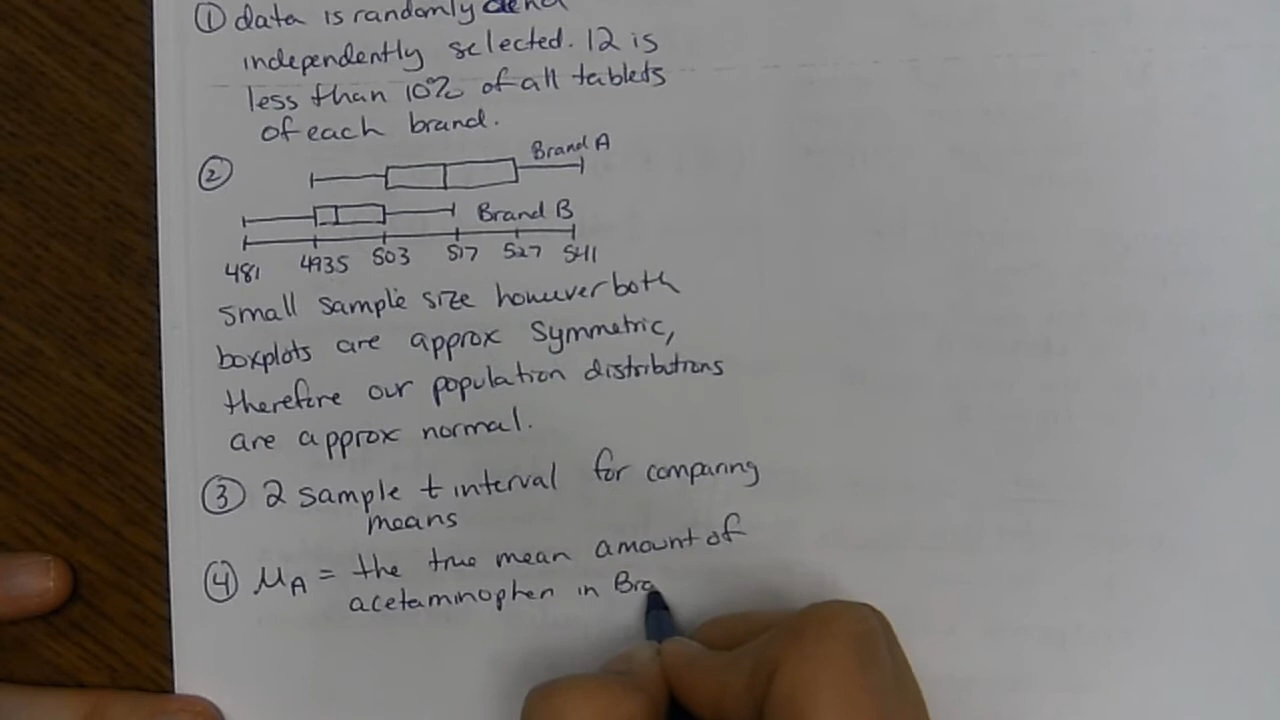 ① data is randomly and
independently selected. 12 is
less than 10% of all tablets
of each brand.
②
Brand A
Brand B
481 4935 503 517 527 541
small sample size however both
boxplots are approx symmetric,
therefore our population distributions
are approx normal.
③ 2 sample t interval for comparing
means
④ μA = the true mean amount of
acetaminophen in Bra